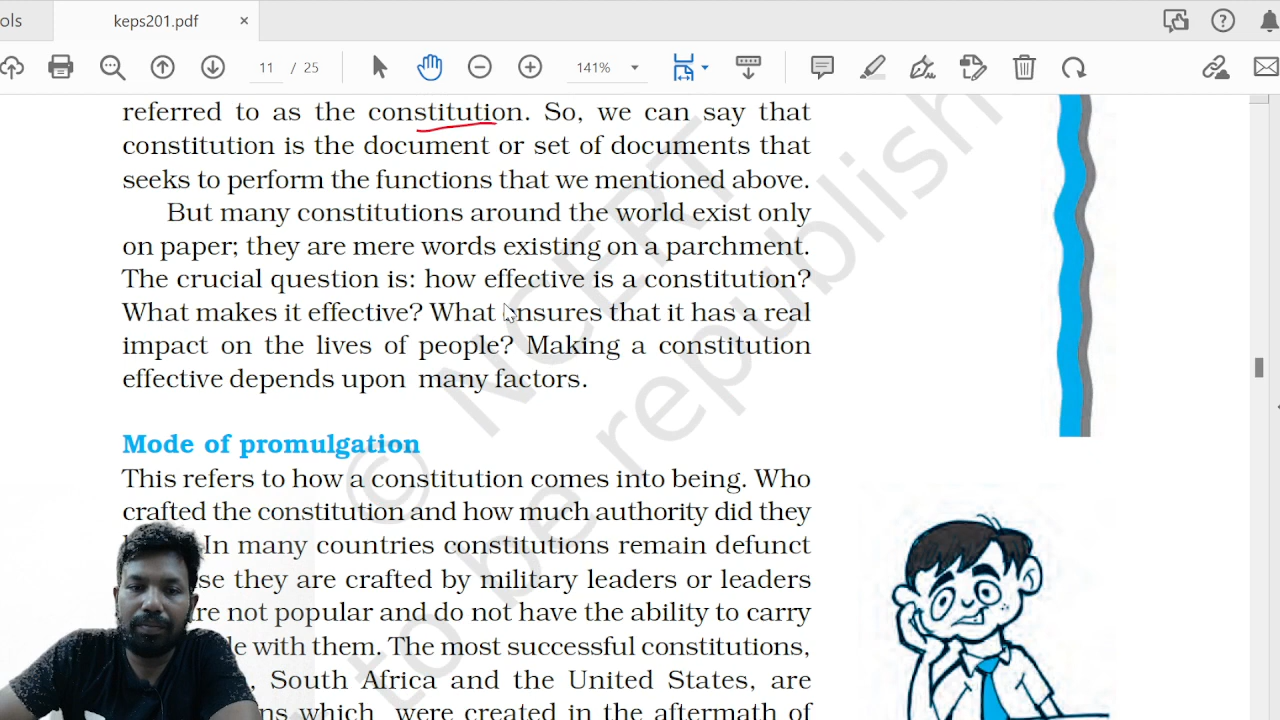 ols
keps201.pdf
11 / 25
141%
referred to as the constitution. So, we can say that
constitution is the document or set of documents that
seeks to perform the functions that we mentioned above.
But many constitutions around the world exist only
on paper; they are mere words existing on a parchment.
The crucial question is: how effective is a constitution?
What makes it effective? What ensures that it has a real
impact on the lives of people? Making a constitution
effective depends upon many factors.
Mode of promulgation
This refers to how a constitution comes into being. Who
crafted the constitution and how much authority did they
In many countries constitutions remain defunct
se they are crafted by military leaders or leaders
re not popular and do not have the ability to carry
e with them. The most successful constitutions,
, South Africa and the United States, are
ns which were created in the aftermath of
© NCERT
to be republish